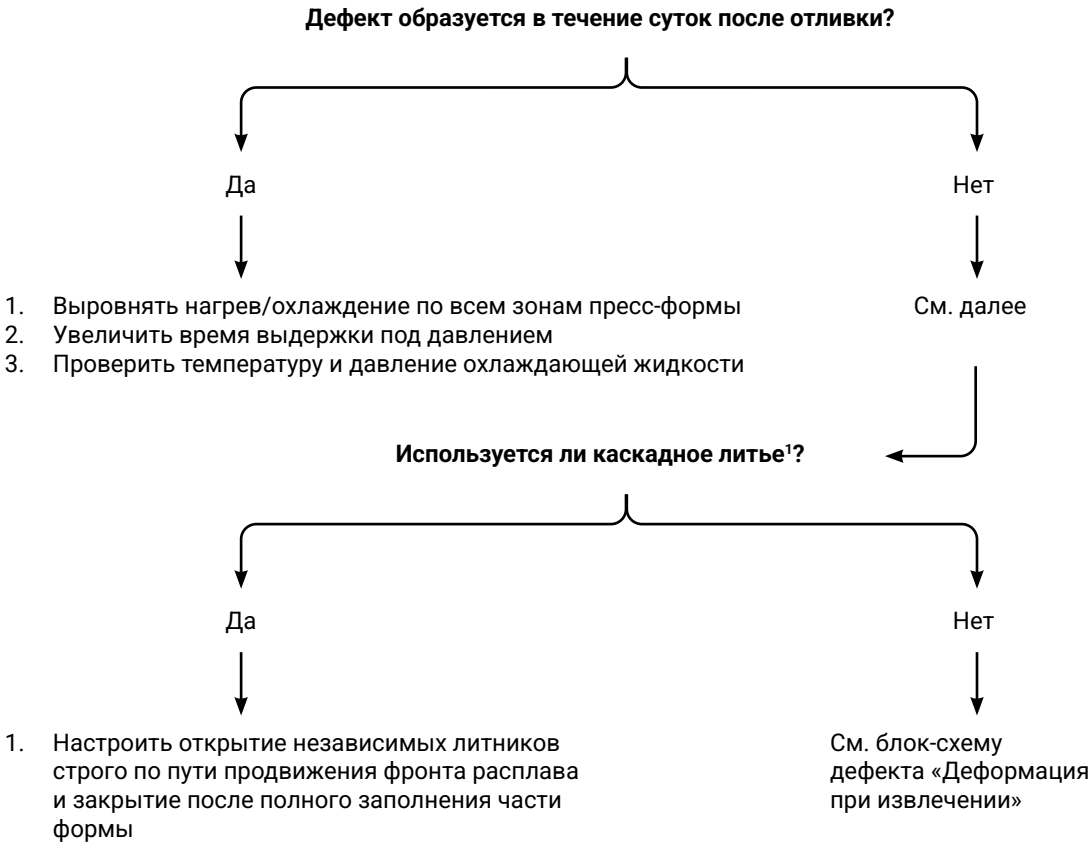 Дефект образуется в течение суток после отливки?
Да
Нет
1. Выровнять нагрев/охлаждение по всем зонам пресс-формы
2. Увеличить время выдержки под давлением
3. Проверить температуру и давление охлаждающей жидкости
См. далее
Используется ли каскадное литье¹?
Да
Нет
1. Настроить открытие независимых литников
строго по пути продвижения фронта расплава
и закрытие после полного заполнения части
формы
См. блок-схему
дефекта «Деформация
при извлечении»